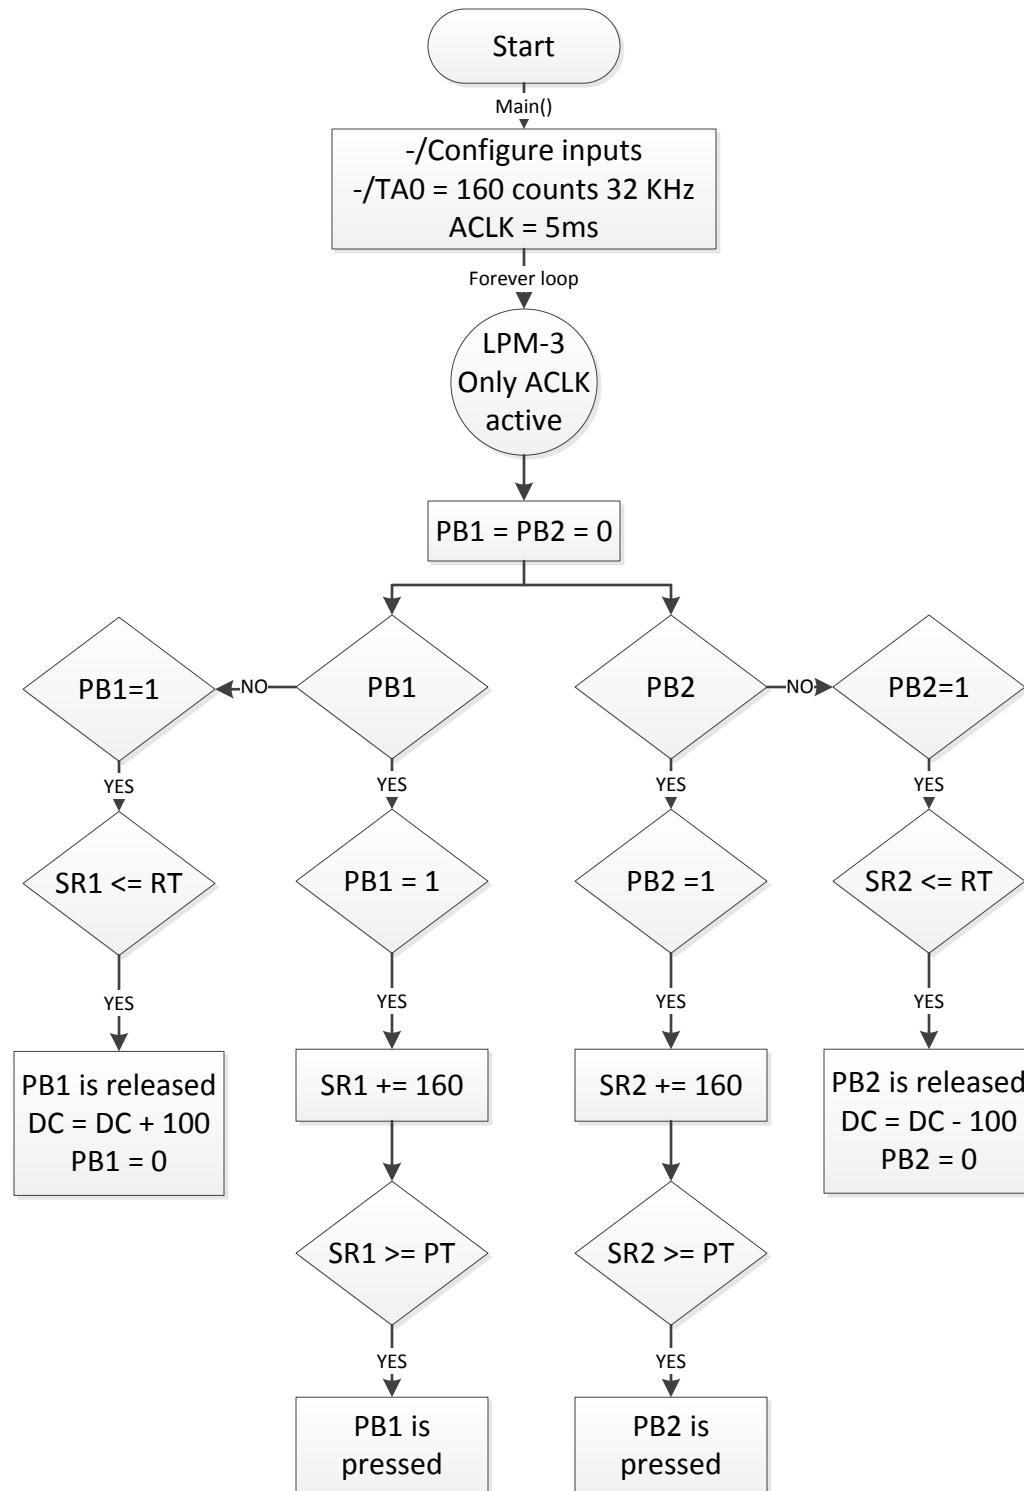 Start
Main()
-/Configure inputs
-/TA0 = 160 counts 32 KHz
ACLK = 5ms
Forever loop
LPM-3
Only ACLK
active
PB1 = PB2 = 0
PB1=1
NO
PB1
PB2
NO
PB2=1
YES
YES
YES
YES
SR1 <= RT
PB1 = 1
PB2 =1
SR2 <= RT
YES
YES
YES
YES
PB1 is released
DC = DC + 100
PB1 = 0
SR1 += 160
SR2 += 160
PB2 is released
DC = DC - 100
PB2 = 0
SR1 >= PT
SR2 >= PT
YES
YES
PB1 is
pressed
PB2 is
pressed